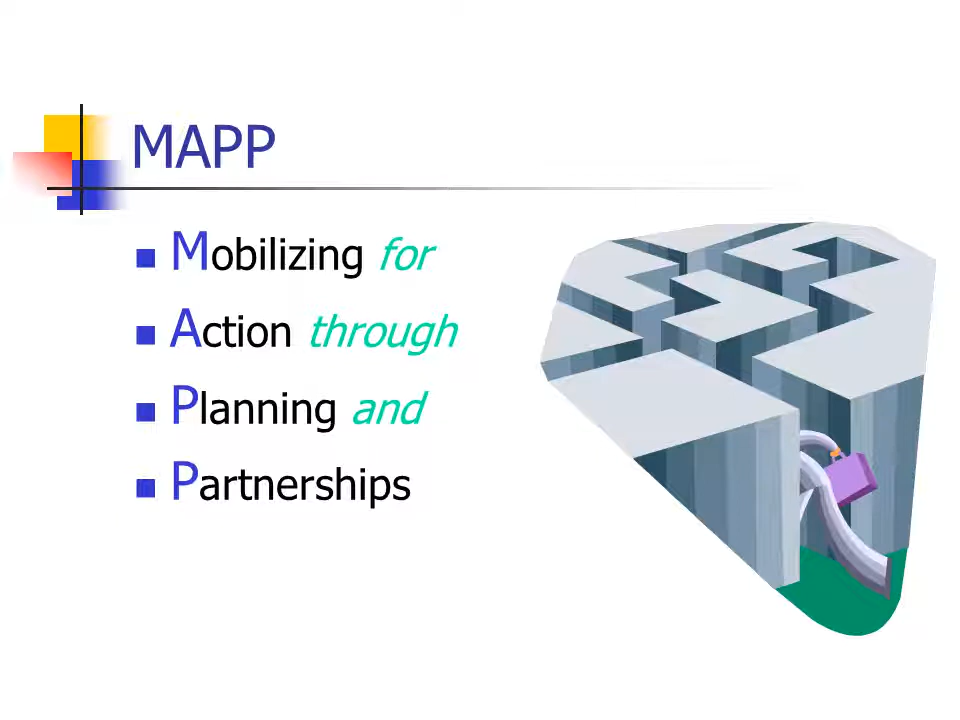 MAPP
Mobilizing for
Action through
Planning and
Partnerships